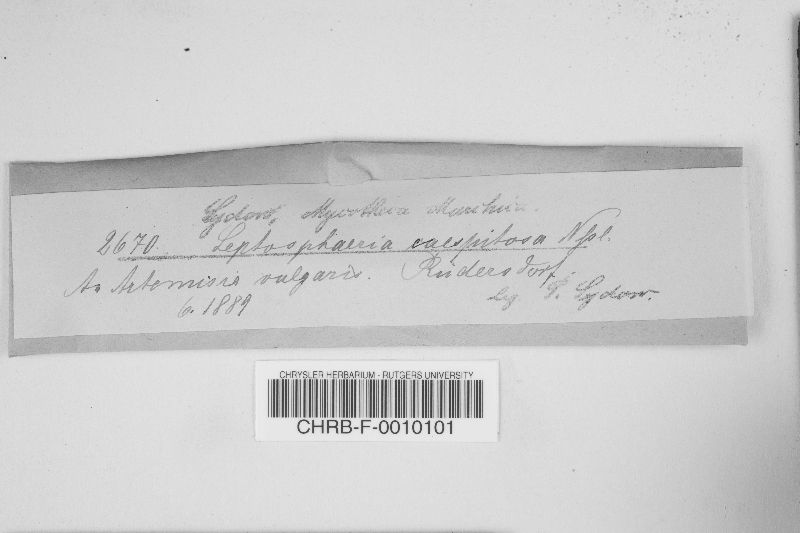 Sydow, Mycotheca Marchica.
2670. Leptosphaeria caespitosa Nssl.
An Artemisia vulgaris. Rüdersdorf.
6. 1889
leg P. Sydow.
CHRYSLER HERBARIUM - RUTGERS UNIVERSITY
CHRB-F-0010101